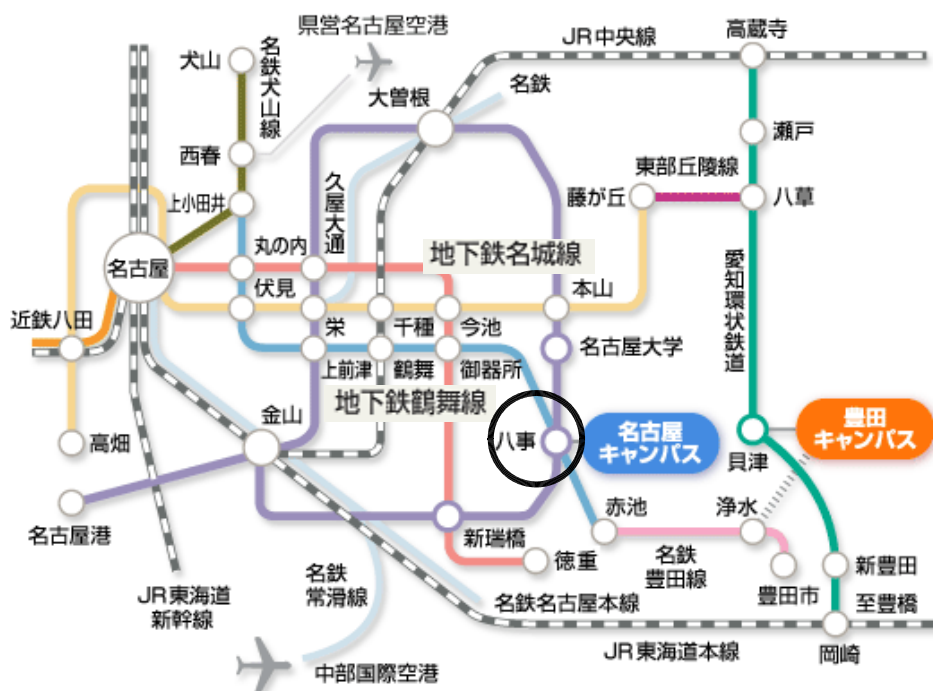 県営名古屋空港
JR中央線
高蔵寺
犬山
名鉄犬山線
大曽根
名鉄
瀬戸
西春
久屋大通
東部丘陵線
上小田井
藤が丘
八草
丸の内
地下鉄名城線
名古屋
愛知環状鉄道
伏見
本山
近鉄八田
栄
千種
今池
名古屋大学
上前津
鶴舞
御器所
地下鉄鶴舞線
金山
高畑
八事
名古屋
キャンパス
豊田
キャンパス
貝津
名古屋港
赤池
浄水
新瑞橋
徳重
名鉄
豊田線
新豊田
豊田市
至豊橋
JR東海道
新幹線
名鉄
常滑線
名鉄名古屋本線
JR東海道本線
岡崎
中部国際空港